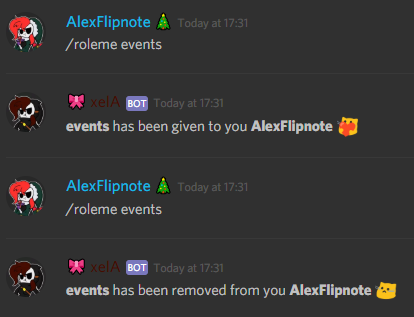 AlexFlipnote 🎄 Today at 17:31
/roleme events
🎀 xelA BOT Today at 17:31
events has been given to you AlexFlipnote
AlexFlipnote 🎄 Today at 17:31
/roleme events
🎀 xelA BOT Today at 17:31
events has been removed from you AlexFlipnote